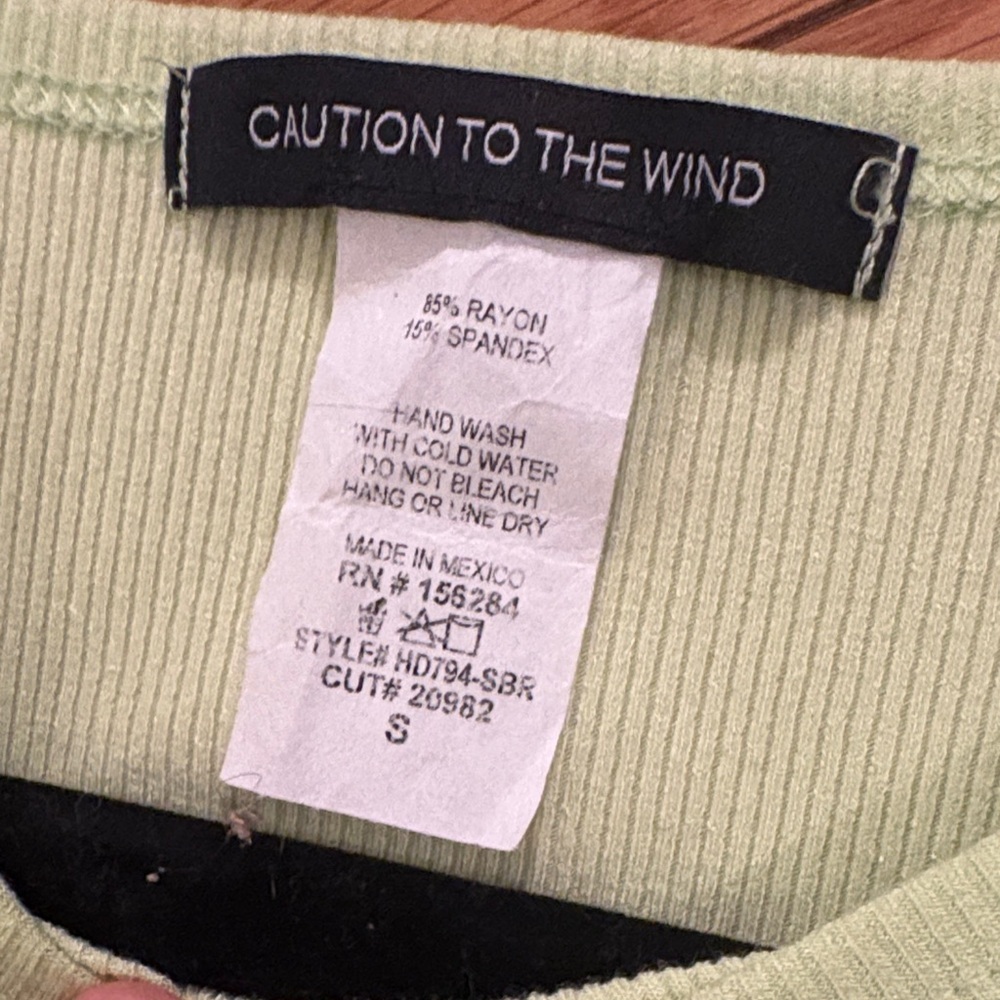 CAUTION TO THE WIND
85% RAYON
15% SPANDEX
HAND WASH
WITH COLD WATER
DO NOT BLEACH
HANG OR LINE DRY
MADE IN MEXICO
RN # 156284
STYLE# HD794-SBR
CUT# 20982
S